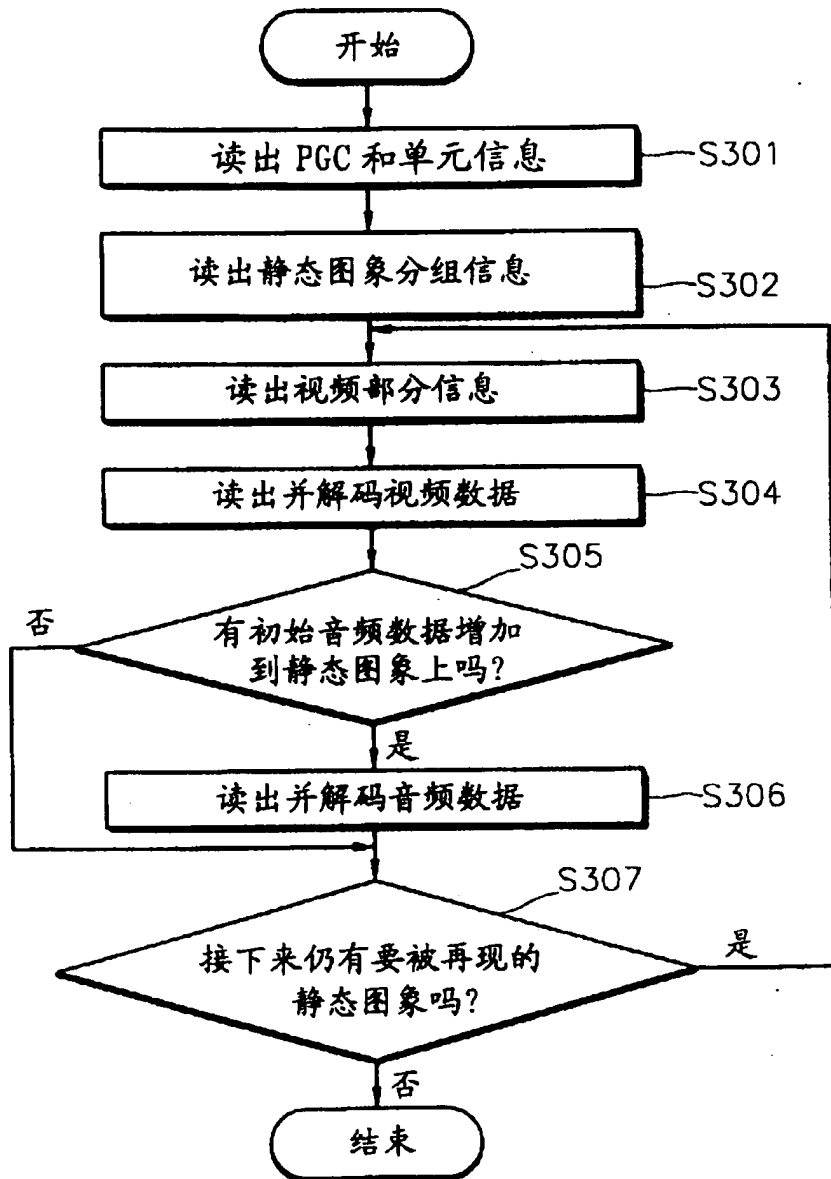 开始
读出 PGC 和单元信息
S301
读出静态图象分组信息
S302
读出视频部分信息
S303
读出并解码视频数据
S304
S305
否
有初始音频数据增加
到静态图象上吗?
是
读出并解码音频数据
S306
S307
接下来仍有要被再现的
静态图象吗?
是
否
结束